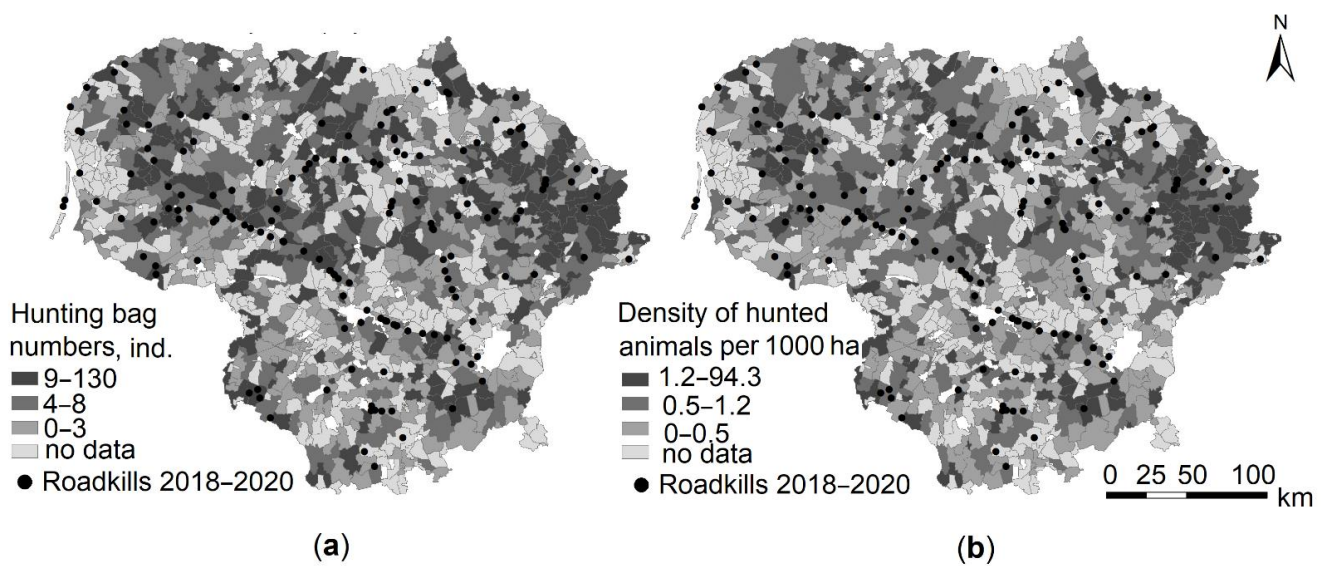 N
Hunting bag
numbers, ind.
9–130
4–8
0–3
no data
Roadkills 2018–2020
(a)
Density of hunted
animals per 1000 ha
1.2–94.3
0.5–1.2
0–0.5
no data
Roadkills 2018–2020
0 25 50 100
km
(b)